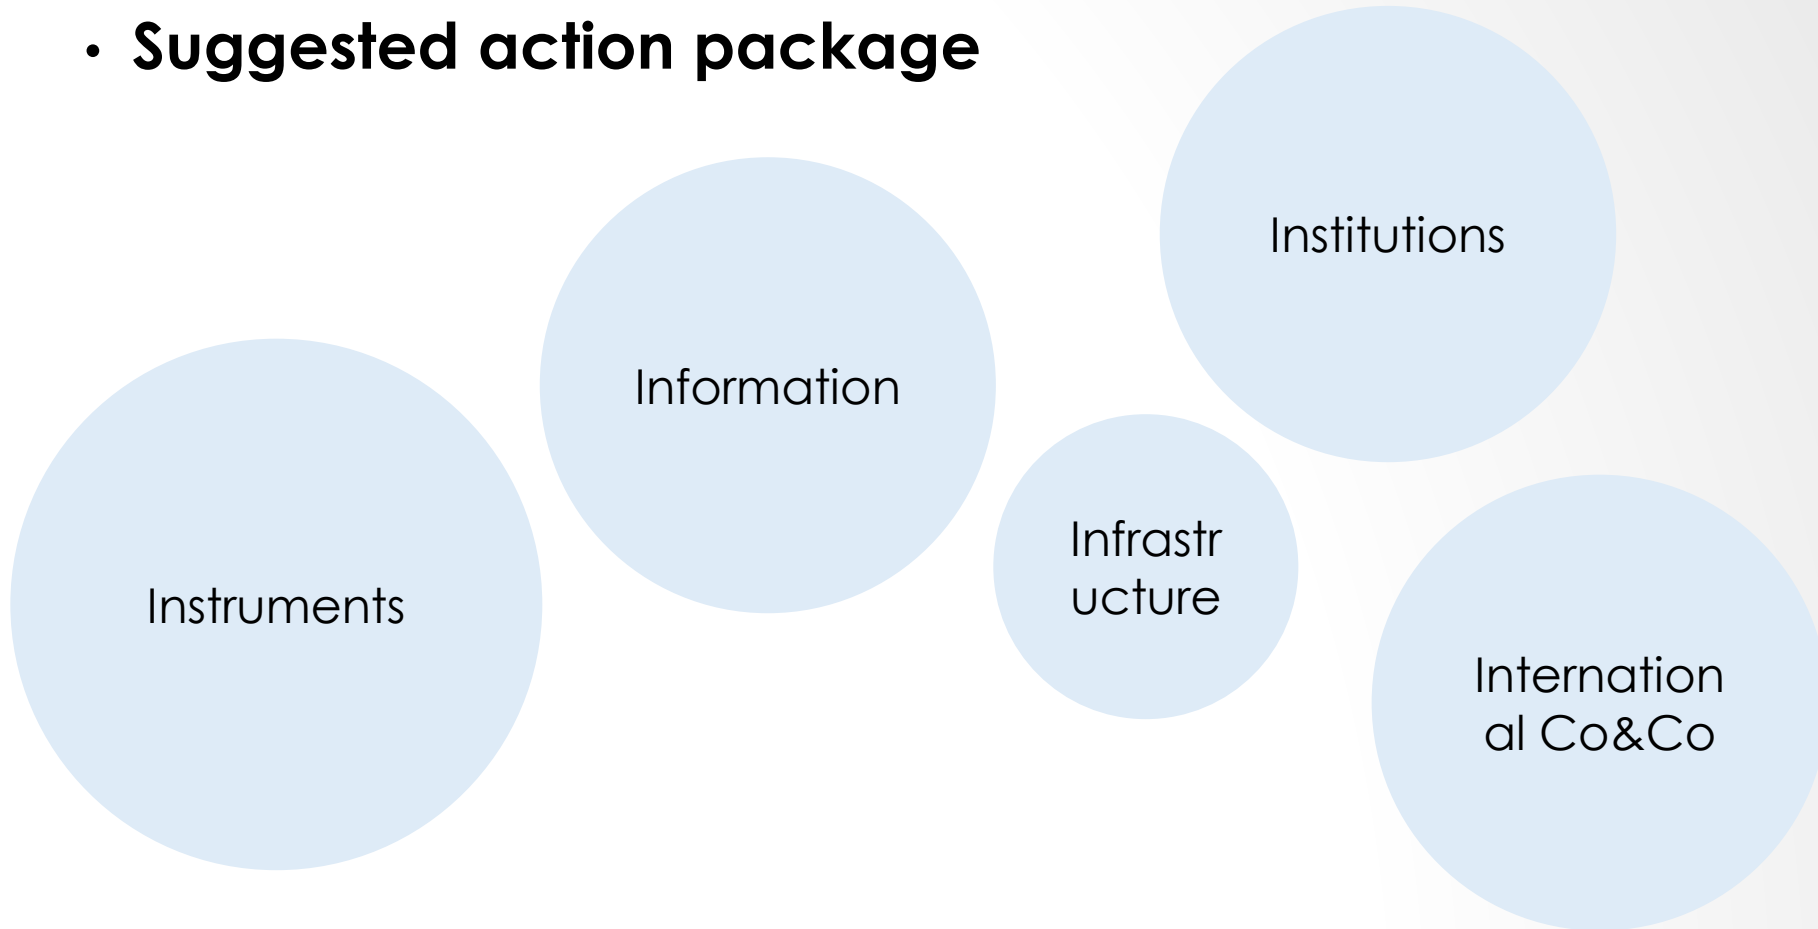 • Suggested action package
Institutions
Information
Infrastr
ucture
Instruments
Internation
al Co&Co